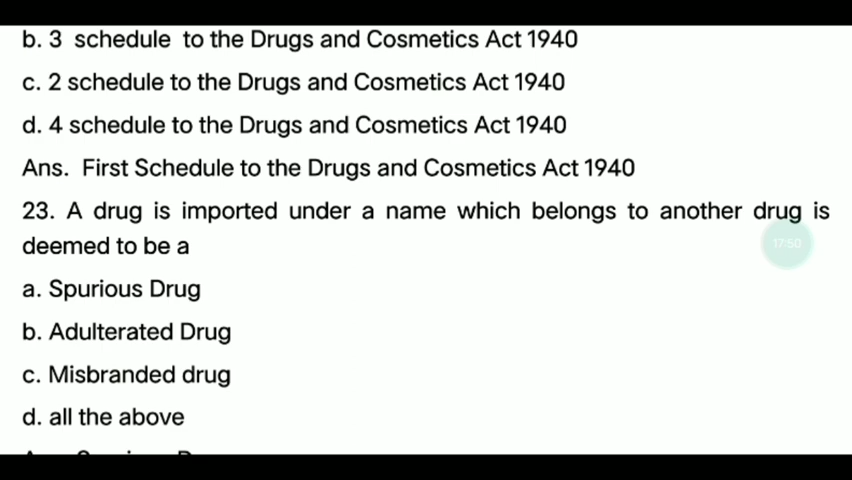 b. 3 schedule to the Drugs and Cosmetics Act 1940
c. 2 schedule to the Drugs and Cosmetics Act 1940
d. 4 schedule to the Drugs and Cosmetics Act 1940
Ans. First Schedule to the Drugs and Cosmetics Act 1940
23. A drug is imported under a name which belongs to another drug is
deemed to be a
17:50
a. Spurious Drug
b. Adulterated Drug
c. Misbranded drug
d. all the above